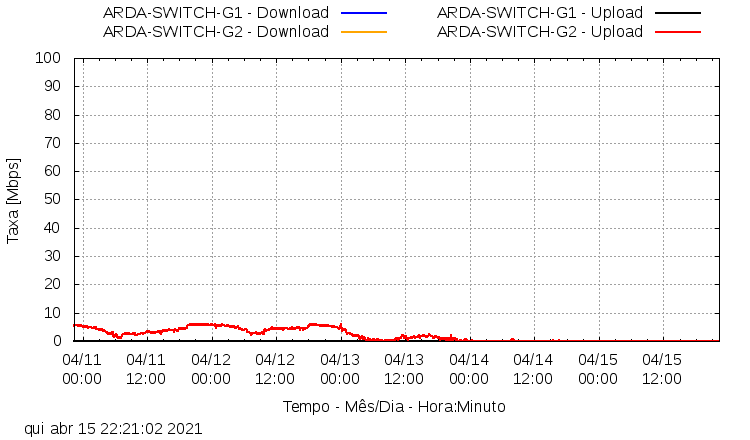 ARDA-SWITCH-G1 - Download ARDA-SWITCH-G1 - Upload
ARDA-SWITCH-G2 - Download ARDA-SWITCH-G2 - Upload
100
90
80
70
60
50
40
30
20
10
0
Taxa [Mbps]
04/11 04/11 04/12 04/12 04/13 04/13 04/14 04/14 04/15 04/15
00:00 12:00 00:00 12:00 00:00 12:00 00:00 12:00 00:00 12:00
Tempo - Mês/Dia - Hora:Minuto
qui abr 15 22:21:02 2021